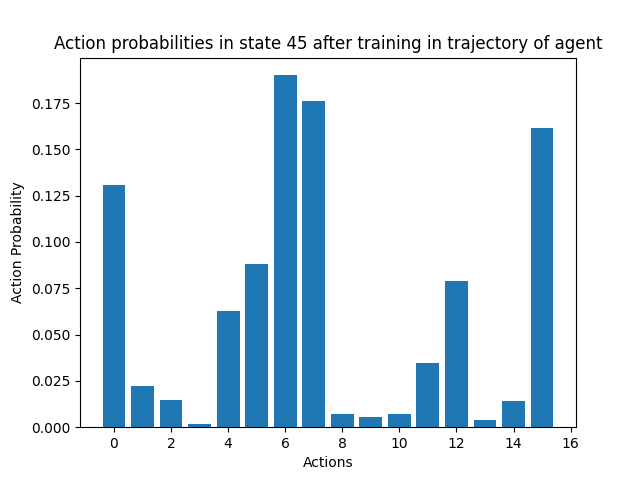 Action probabilities in state 45 after training in trajectory of agent
Action Probability
0.175
0.150
0.125
0.100
0.075
0.050
0.025
0.000
0 2 4 6 8 10 12 14 16
Actions